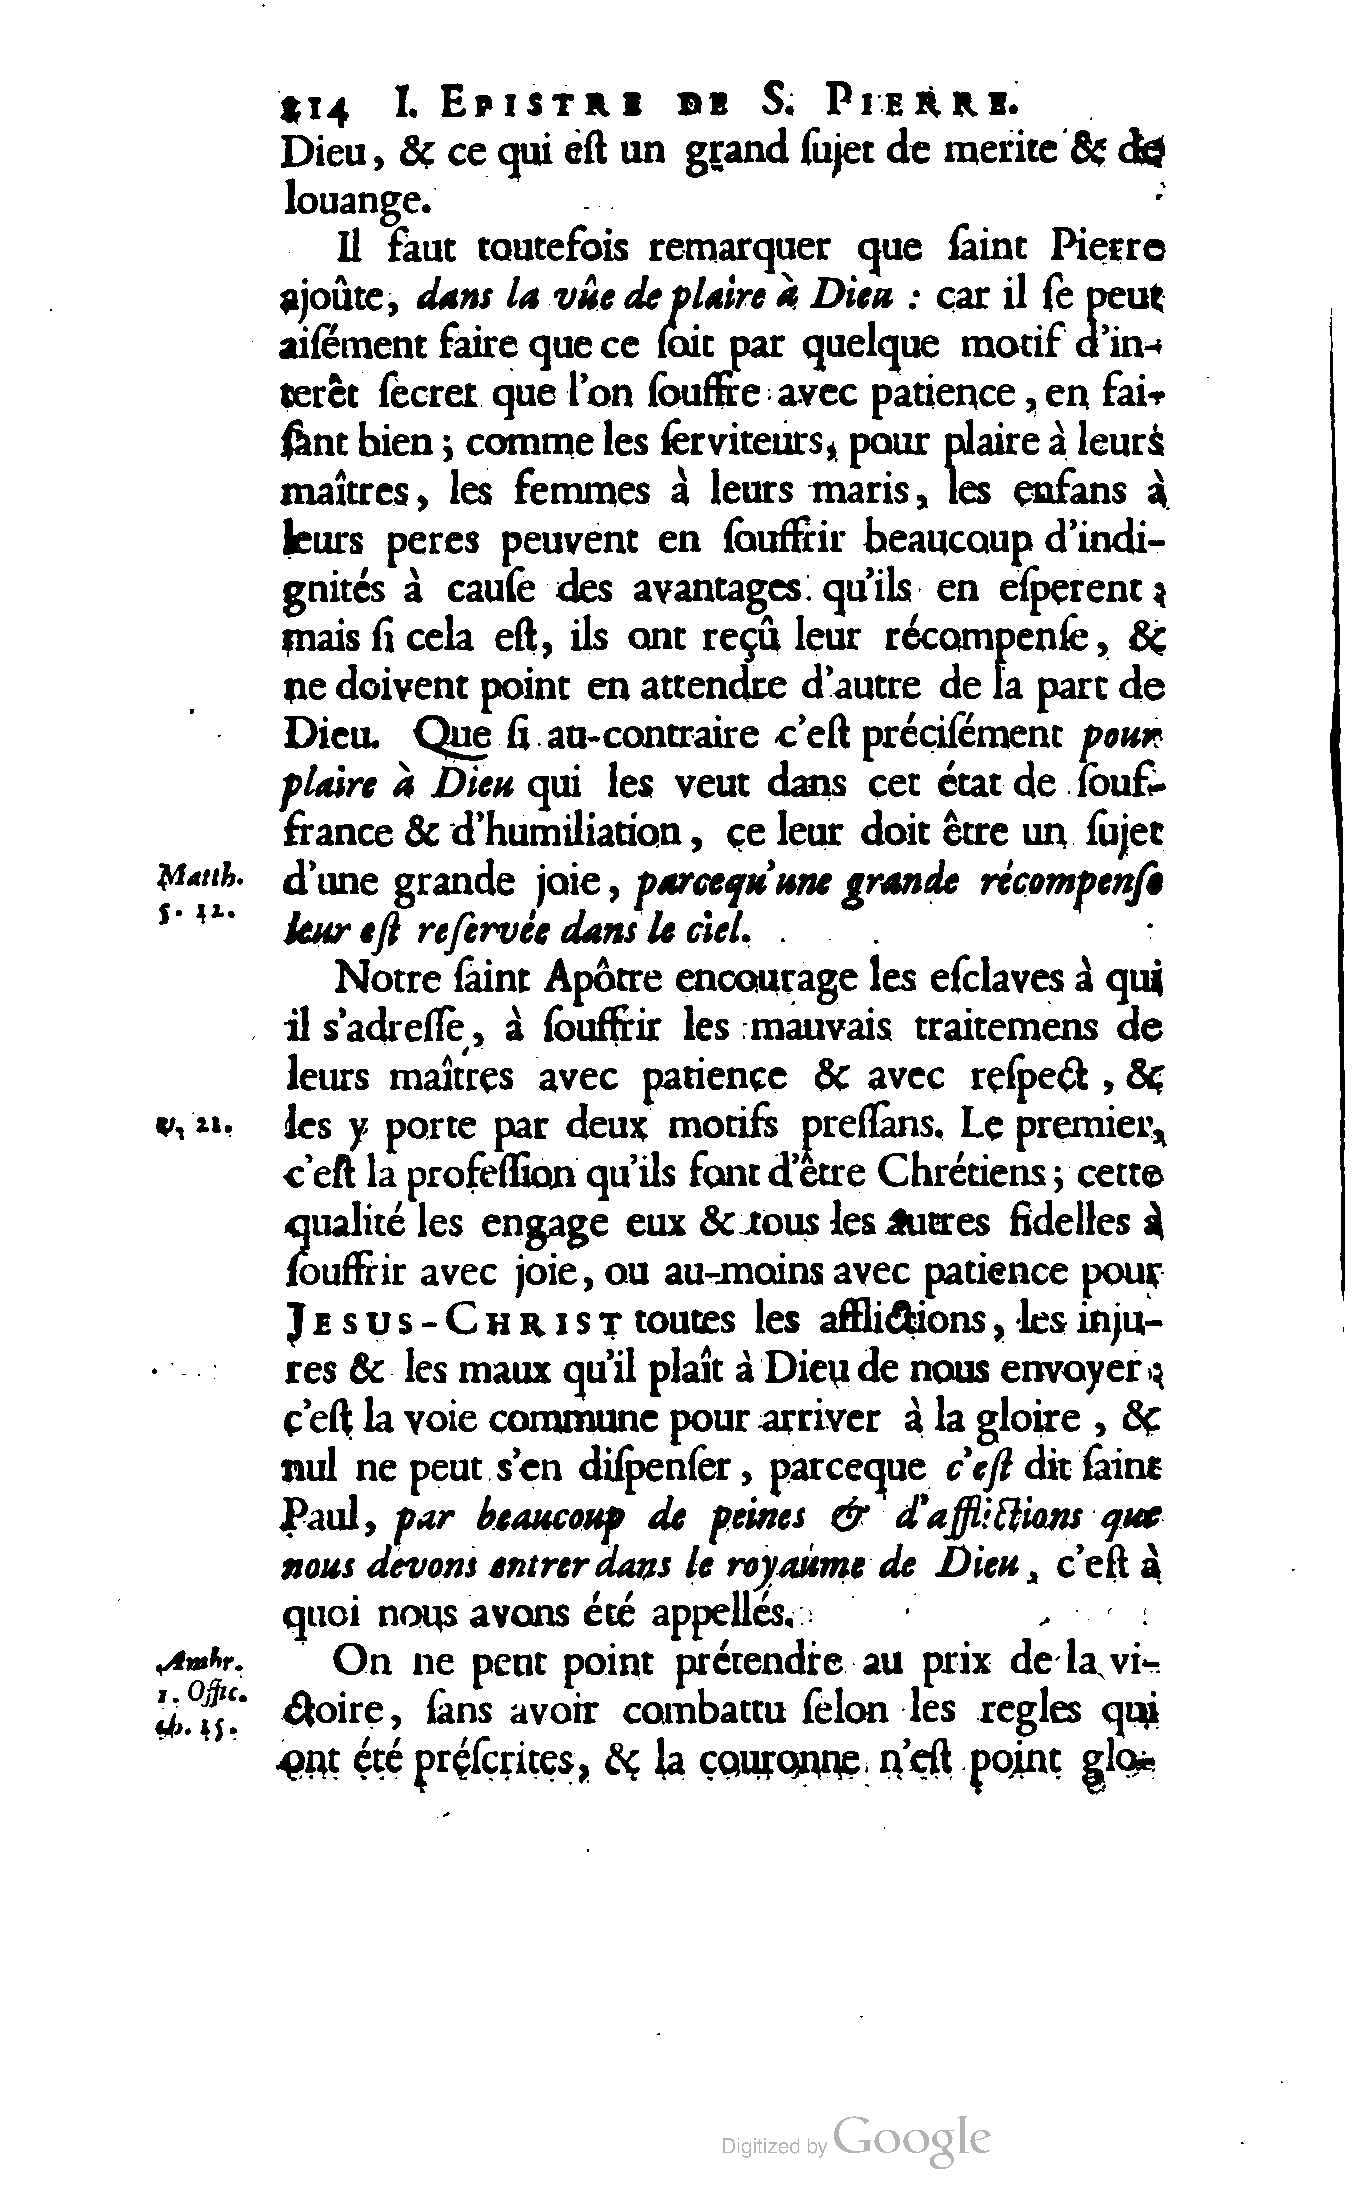 214 I. EPISTRE DE S. PIERRE.
Dieu, & ce qui est un grand ſujet de merite & de
louange.
Il faut toutefois remarquer que ſaint Pierre
ajoûte, dans la vûe de plaire à Dieu : car il ſe peut
aiſément faire que ce ſoit par quelque motif d'in-
terêt ſecret que l'on ſouffre avec patience, en fai-
ſant bien ; comme les ſerviteurs, pour plaire à leurs
maîtres, les femmes à leurs maris, les enfans à
leurs peres peuvent en ſouffrir beaucoup d'indi-
gnités à cauſe des avantages qu'ils en eſperent ;
mais ſi cela eſt, ils ont reçû leur récompenſe, &
ne doivent point en attendre d'autre de la part de
Dieu. Que ſi au-contraire c'eſt préciſément pour
plaire à Dieu qui les veut dans cet état de ſouf-
france & d'humiliation, ce leur doit être un ſujet
Matth.
5. 12.
d'une grande joie, parcequ'une grande récompenſe
leur eſt reſervée dans le ciel.
Notre ſaint Apôtre encourage les eſclaves à qui
il s'adreſſe, à ſouffrir les mauvais traitemens de
leurs maîtres avec patience & avec reſpect, &
v. 21.
les y porte par deux motifs preſſans. Le premier,
c'eſt la profeſſion qu'ils font d'être Chrétiens ; cette
qualité les engage eux & tous les autres fidelles à
ſouffrir avec joie, ou au-moins avec patience pour
JESUS-CHRIST toutes les afflictions, les inju-
res & les maux qu'il plaît à Dieu de nous envoyer ;
c'eſt la voie commune pour arriver à la gloire, &
nul ne peut s'en diſpenſer, parceque c'eſt dit ſaint
Paul, par beaucoup de peines & d'afflictions que
nous devons entrer dans le royaume de Dieu, c'eſt à
quoi nous avons été appellés.
Ambr.
1. Offic.
cb. 15.
On ne peut point prétendre au prix de la vi-
ctoire, ſans avoir combattu ſelon les regles qui
ont été préſcrites, & la couronne n'eſt point glo-
Digitized by Google